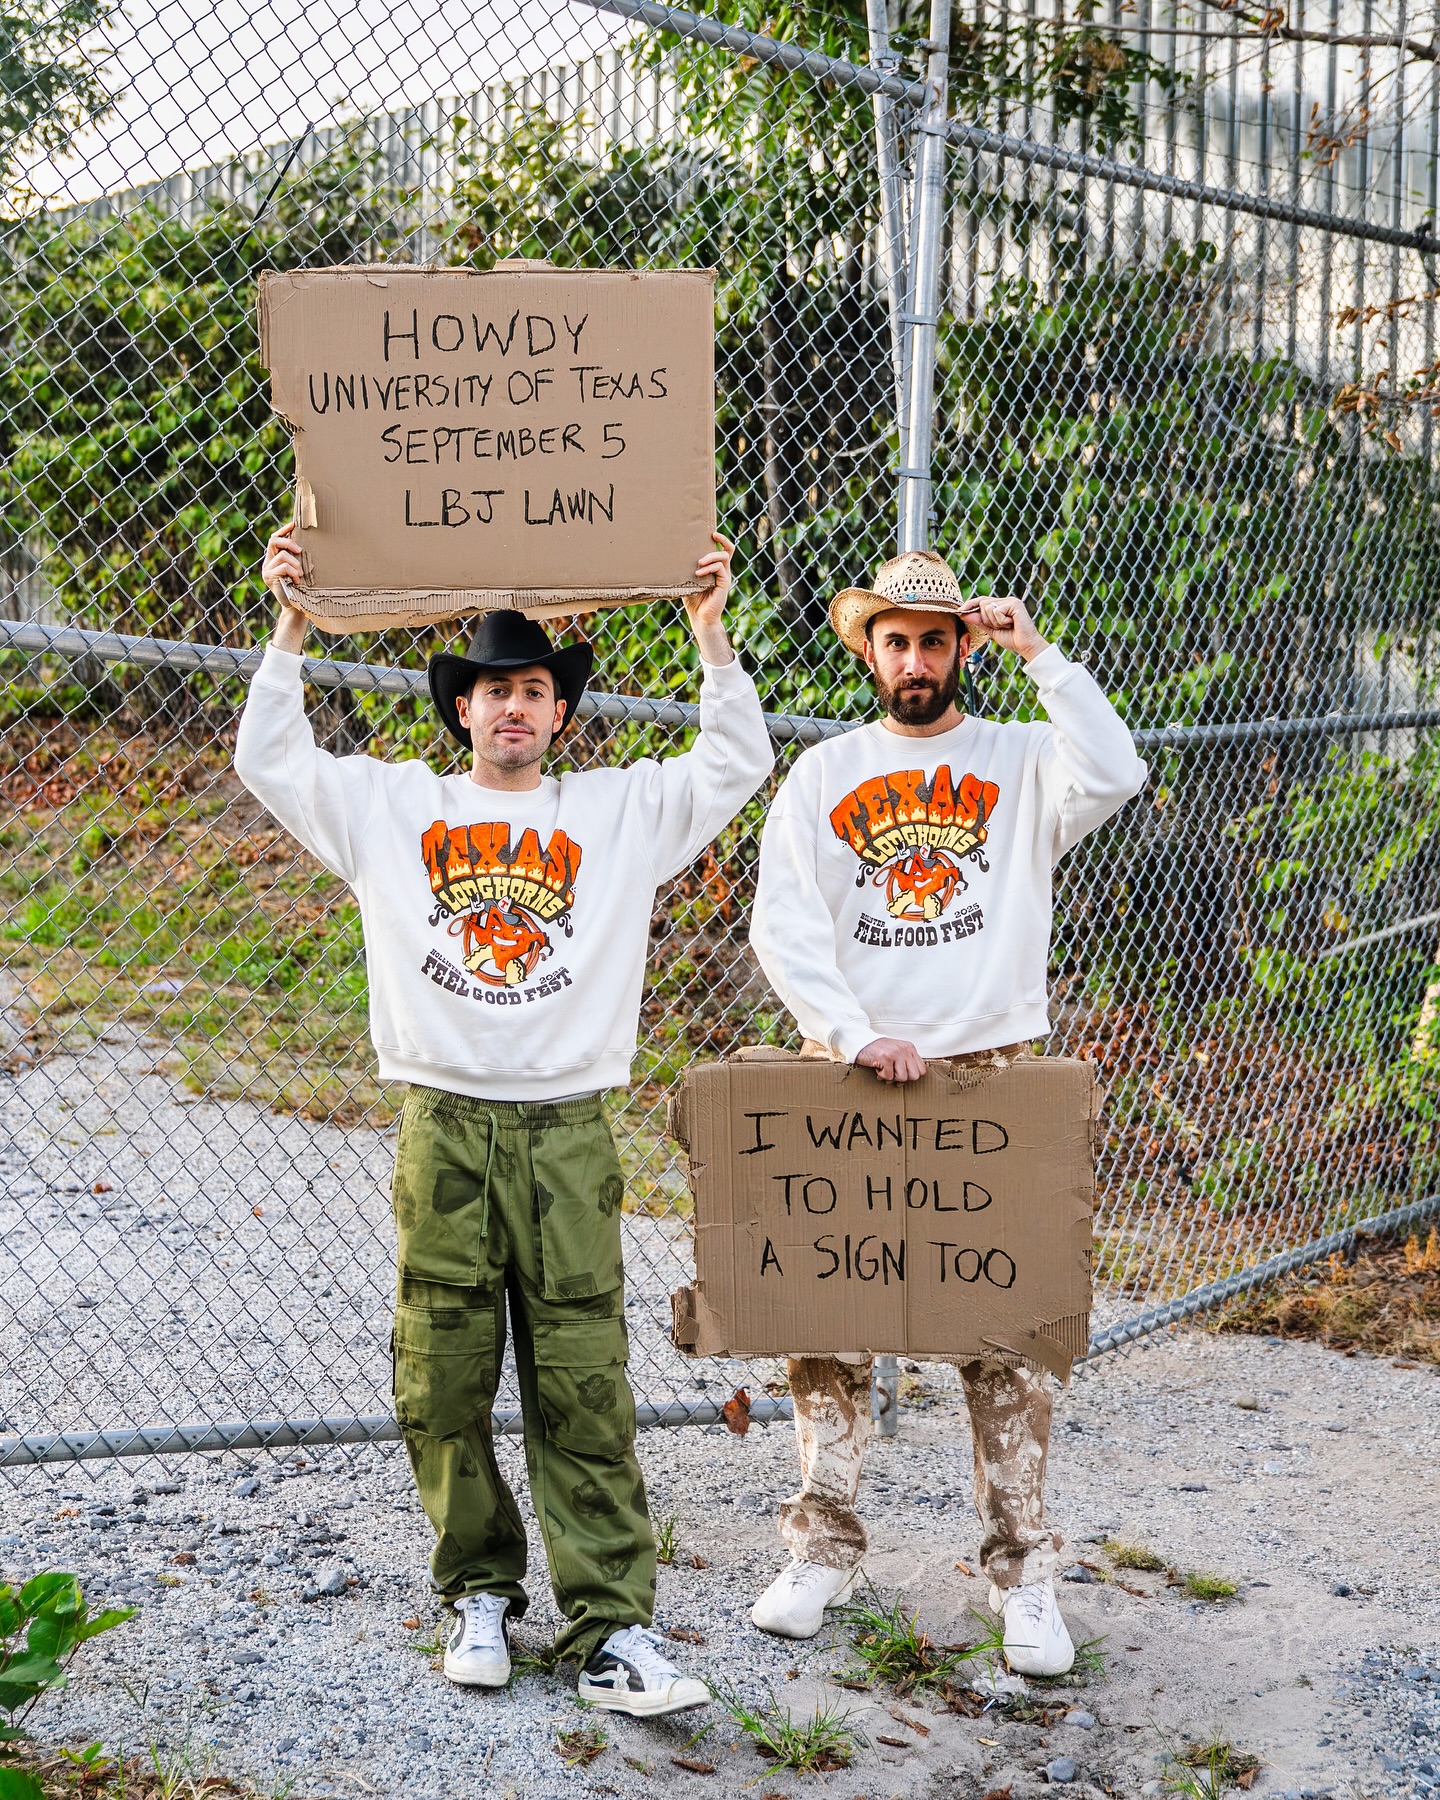 HOWDY
UNIVERSITY OF TEXAS
SEPTEMBER 5
LBJ LAWN
TEXAS!
LONGHORNS
HOLLISTER
2025
FEEL GOOD FEST
TEXAS!
LONGHORNS
HOLLISTER
2025
FEEL GOOD FEST
I WANTED
TO HOLD
A SIGN TOO